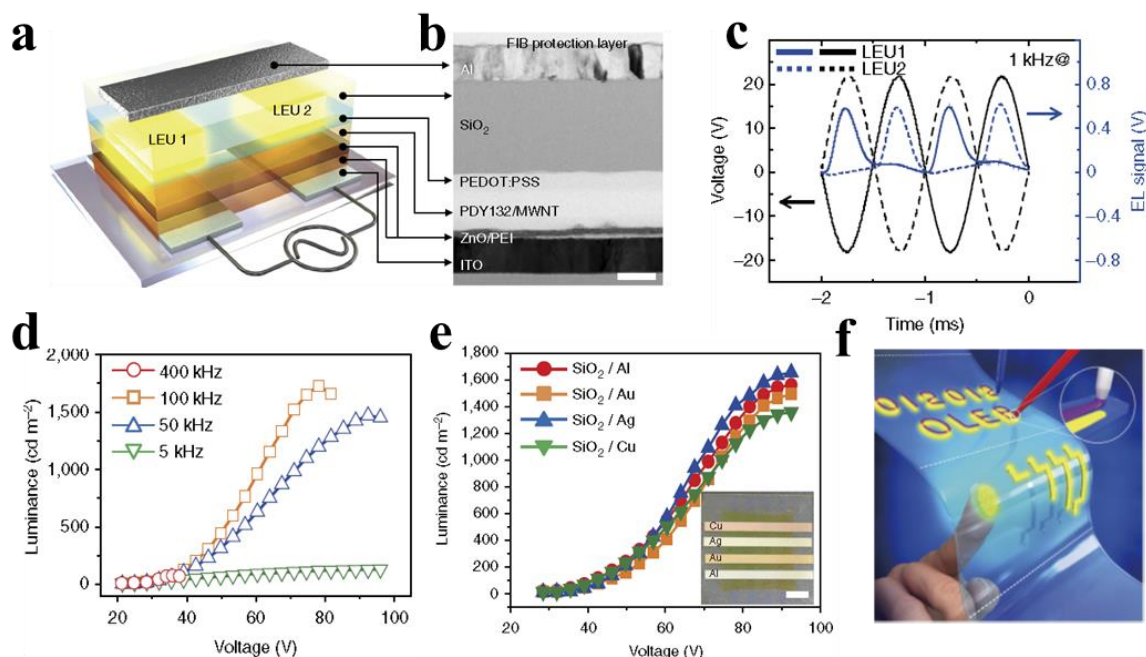 a
FIB protection layer
Al
SiO₂
PEDOT:PSS
PDY132/MWNT
ZnO/PEI
ITO
LEU 1
LEU 2
b
c
LEU1
LEU2
1 kHz@
Voltage (V)
20
10
0
−10
−20
EL signal (V)
0.8
0.4
0.0
−0.4
−0.8
−2
−1
0
Time (ms)
d
400 kHz
100 kHz
50 kHz
5 kHz
Luminance (cd m⁻²)
2,000
1,500
1,000
500
0
20
40
60
80
100
Voltage (V)
e
SiO₂ / Al
SiO₂ / Au
SiO₂ / Ag
SiO₂ / Cu
Luminance (cd m⁻²)
1,800
1,600
1,400
1,200
1,000
800
600
400
200
0
20
40
60
80
100
Voltage (V)
Cu
Ag
Au
Al
f